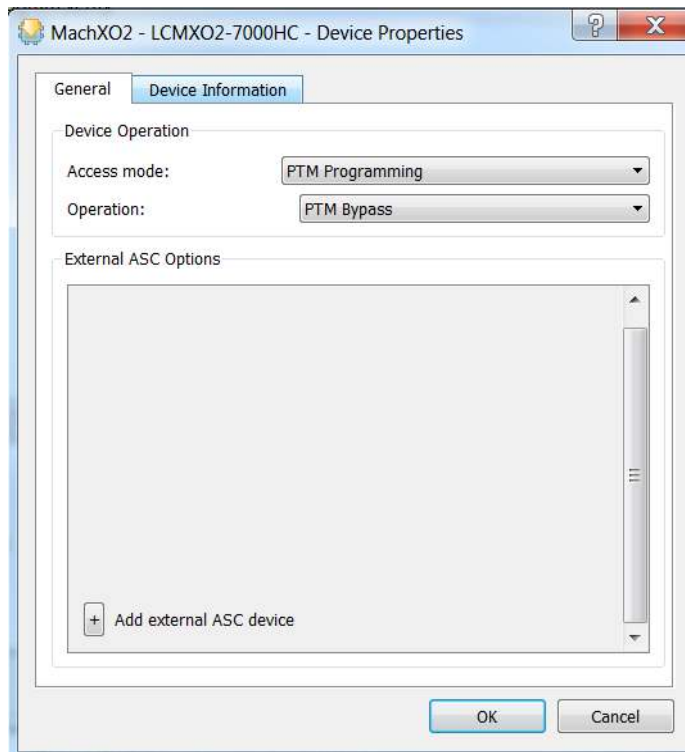 MachXO2 - LCMXO2-7000HC - Device Properties
General Device Information
Device Operation
Access mode: PTM Programming
Operation: PTM Bypass
External ASC Options
+ Add external ASC device
OK Cancel